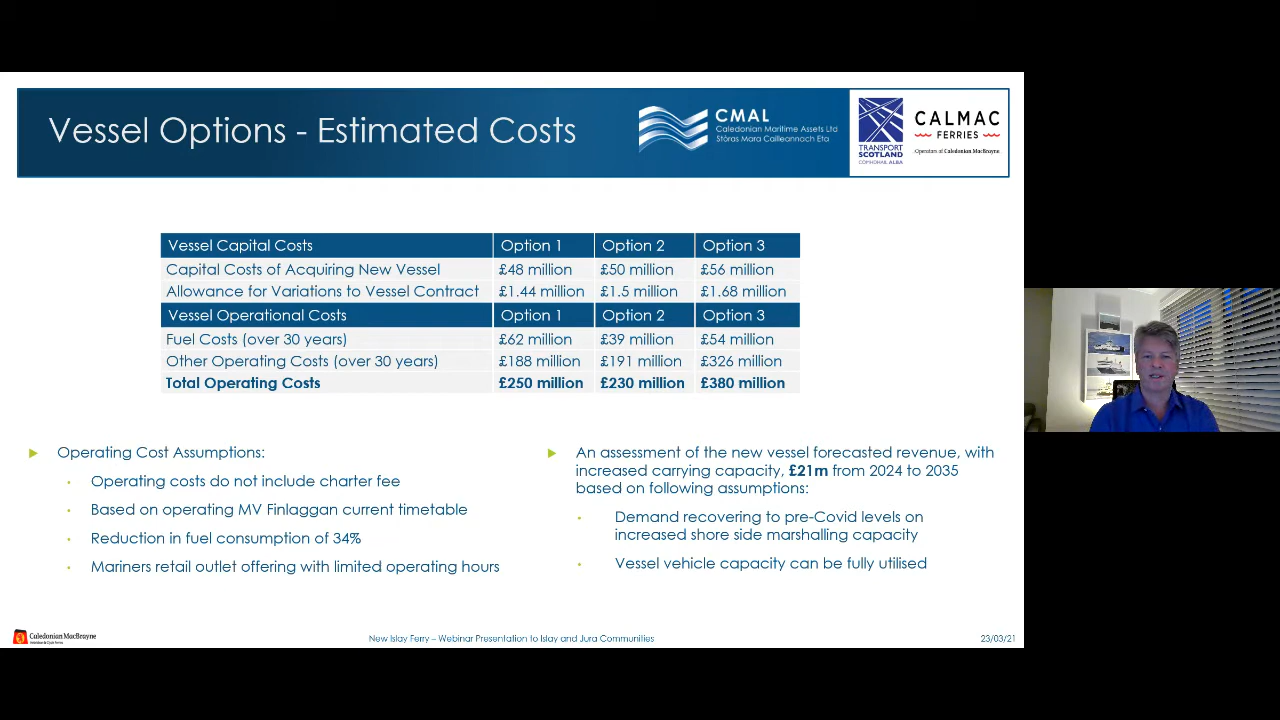 Vessel Options - Estimated Costs
CMAL
Caledonian Maritime Assets Ltd
Stòras Mara Cailleannach Eta
TRANSPORT
SCOTLAND
CÒMHDHAIL ALBA
CALMAC
FERRIES
Operators of Caledonian MacBrayne
Vessel Capital Costs Option 1 Option 2 Option 3
Capital Costs of Acquiring New Vessel £48 million £50 million £56 million
Allowance for Variations to Vessel Contract £1.44 million £1.5 million £1.68 million
Vessel Operational Costs Option 1 Option 2 Option 3
Fuel Costs (over 30 years) £62 million £39 million £54 million
Other Operating Costs (over 30 years) £188 million £191 million £326 million
Total Operating Costs £250 million £230 million £380 million
Operating Cost Assumptions:
Operating costs do not include charter fee
Based on operating MV Finlaggan current timetable
Reduction in fuel consumption of 34%
Mariners retail outlet offering with limited operating hours
An assessment of the new vessel forecasted revenue, with
increased carrying capacity, £21m from 2024 to 2035
based on following assumptions:
Demand recovering to pre-Covid levels on
increased shore side marshalling capacity
Vessel vehicle capacity can be fully utilised
Caledonian MacBrayne
New Islay Ferry – Webinar Presentation to Islay and Jura Communities
23/03/21